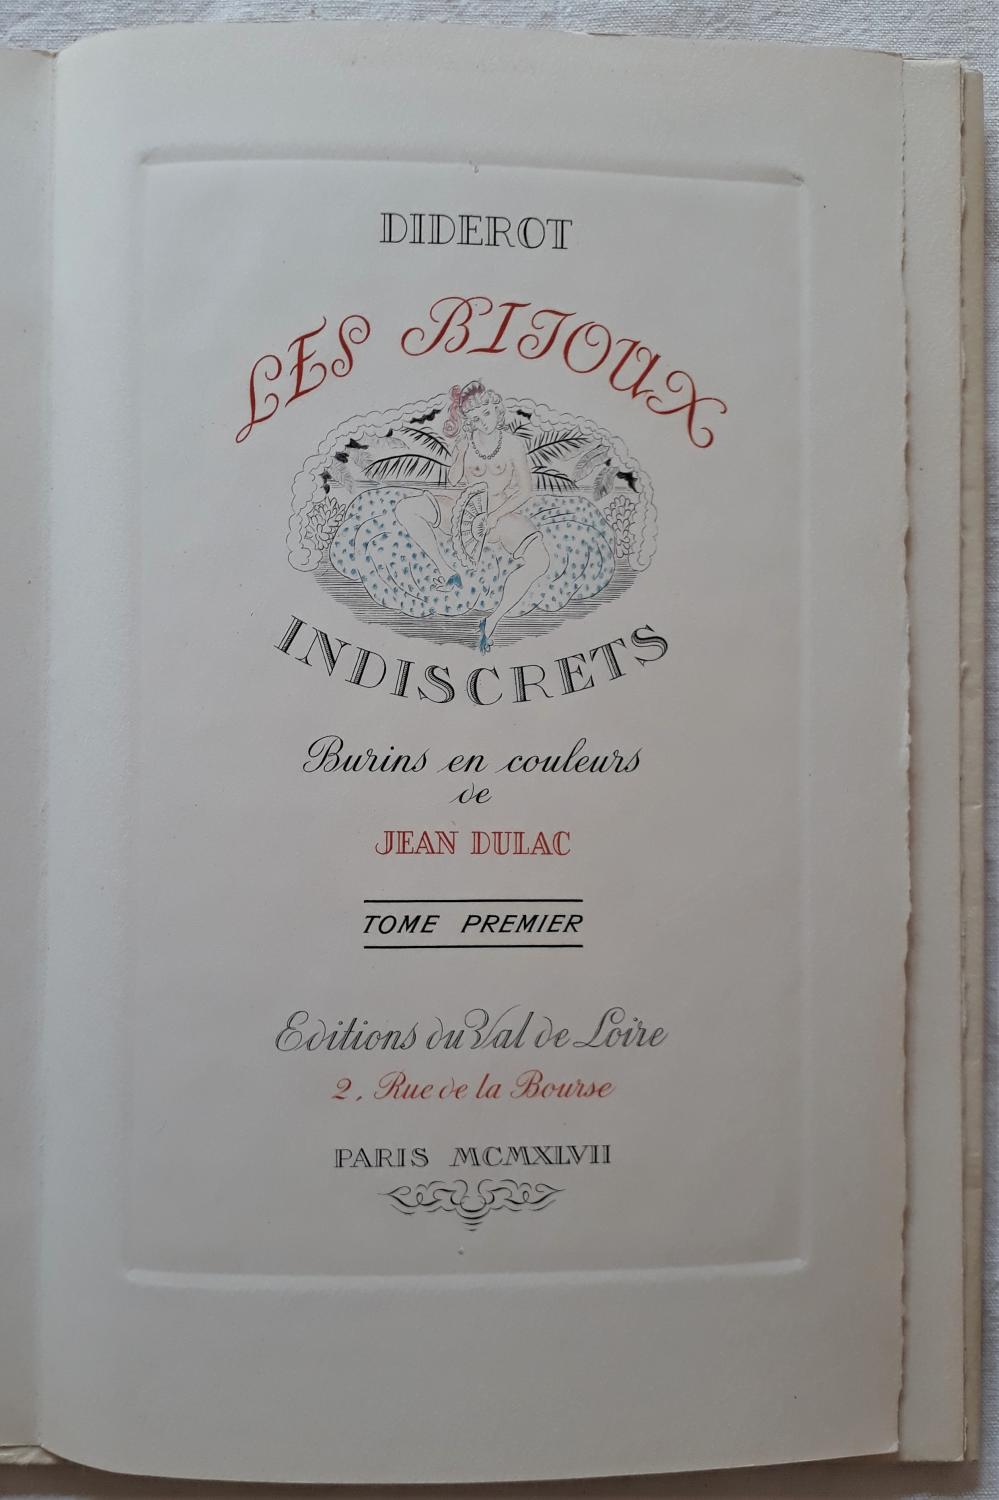 DIDEROT
LES BIJOUX
INDISCRETS
Burins en couleurs
de
JEAN DULAC
TOME PREMIER
Editions du Val de Loire
2, Rue de la Bourse
PARIS MCMXLVII